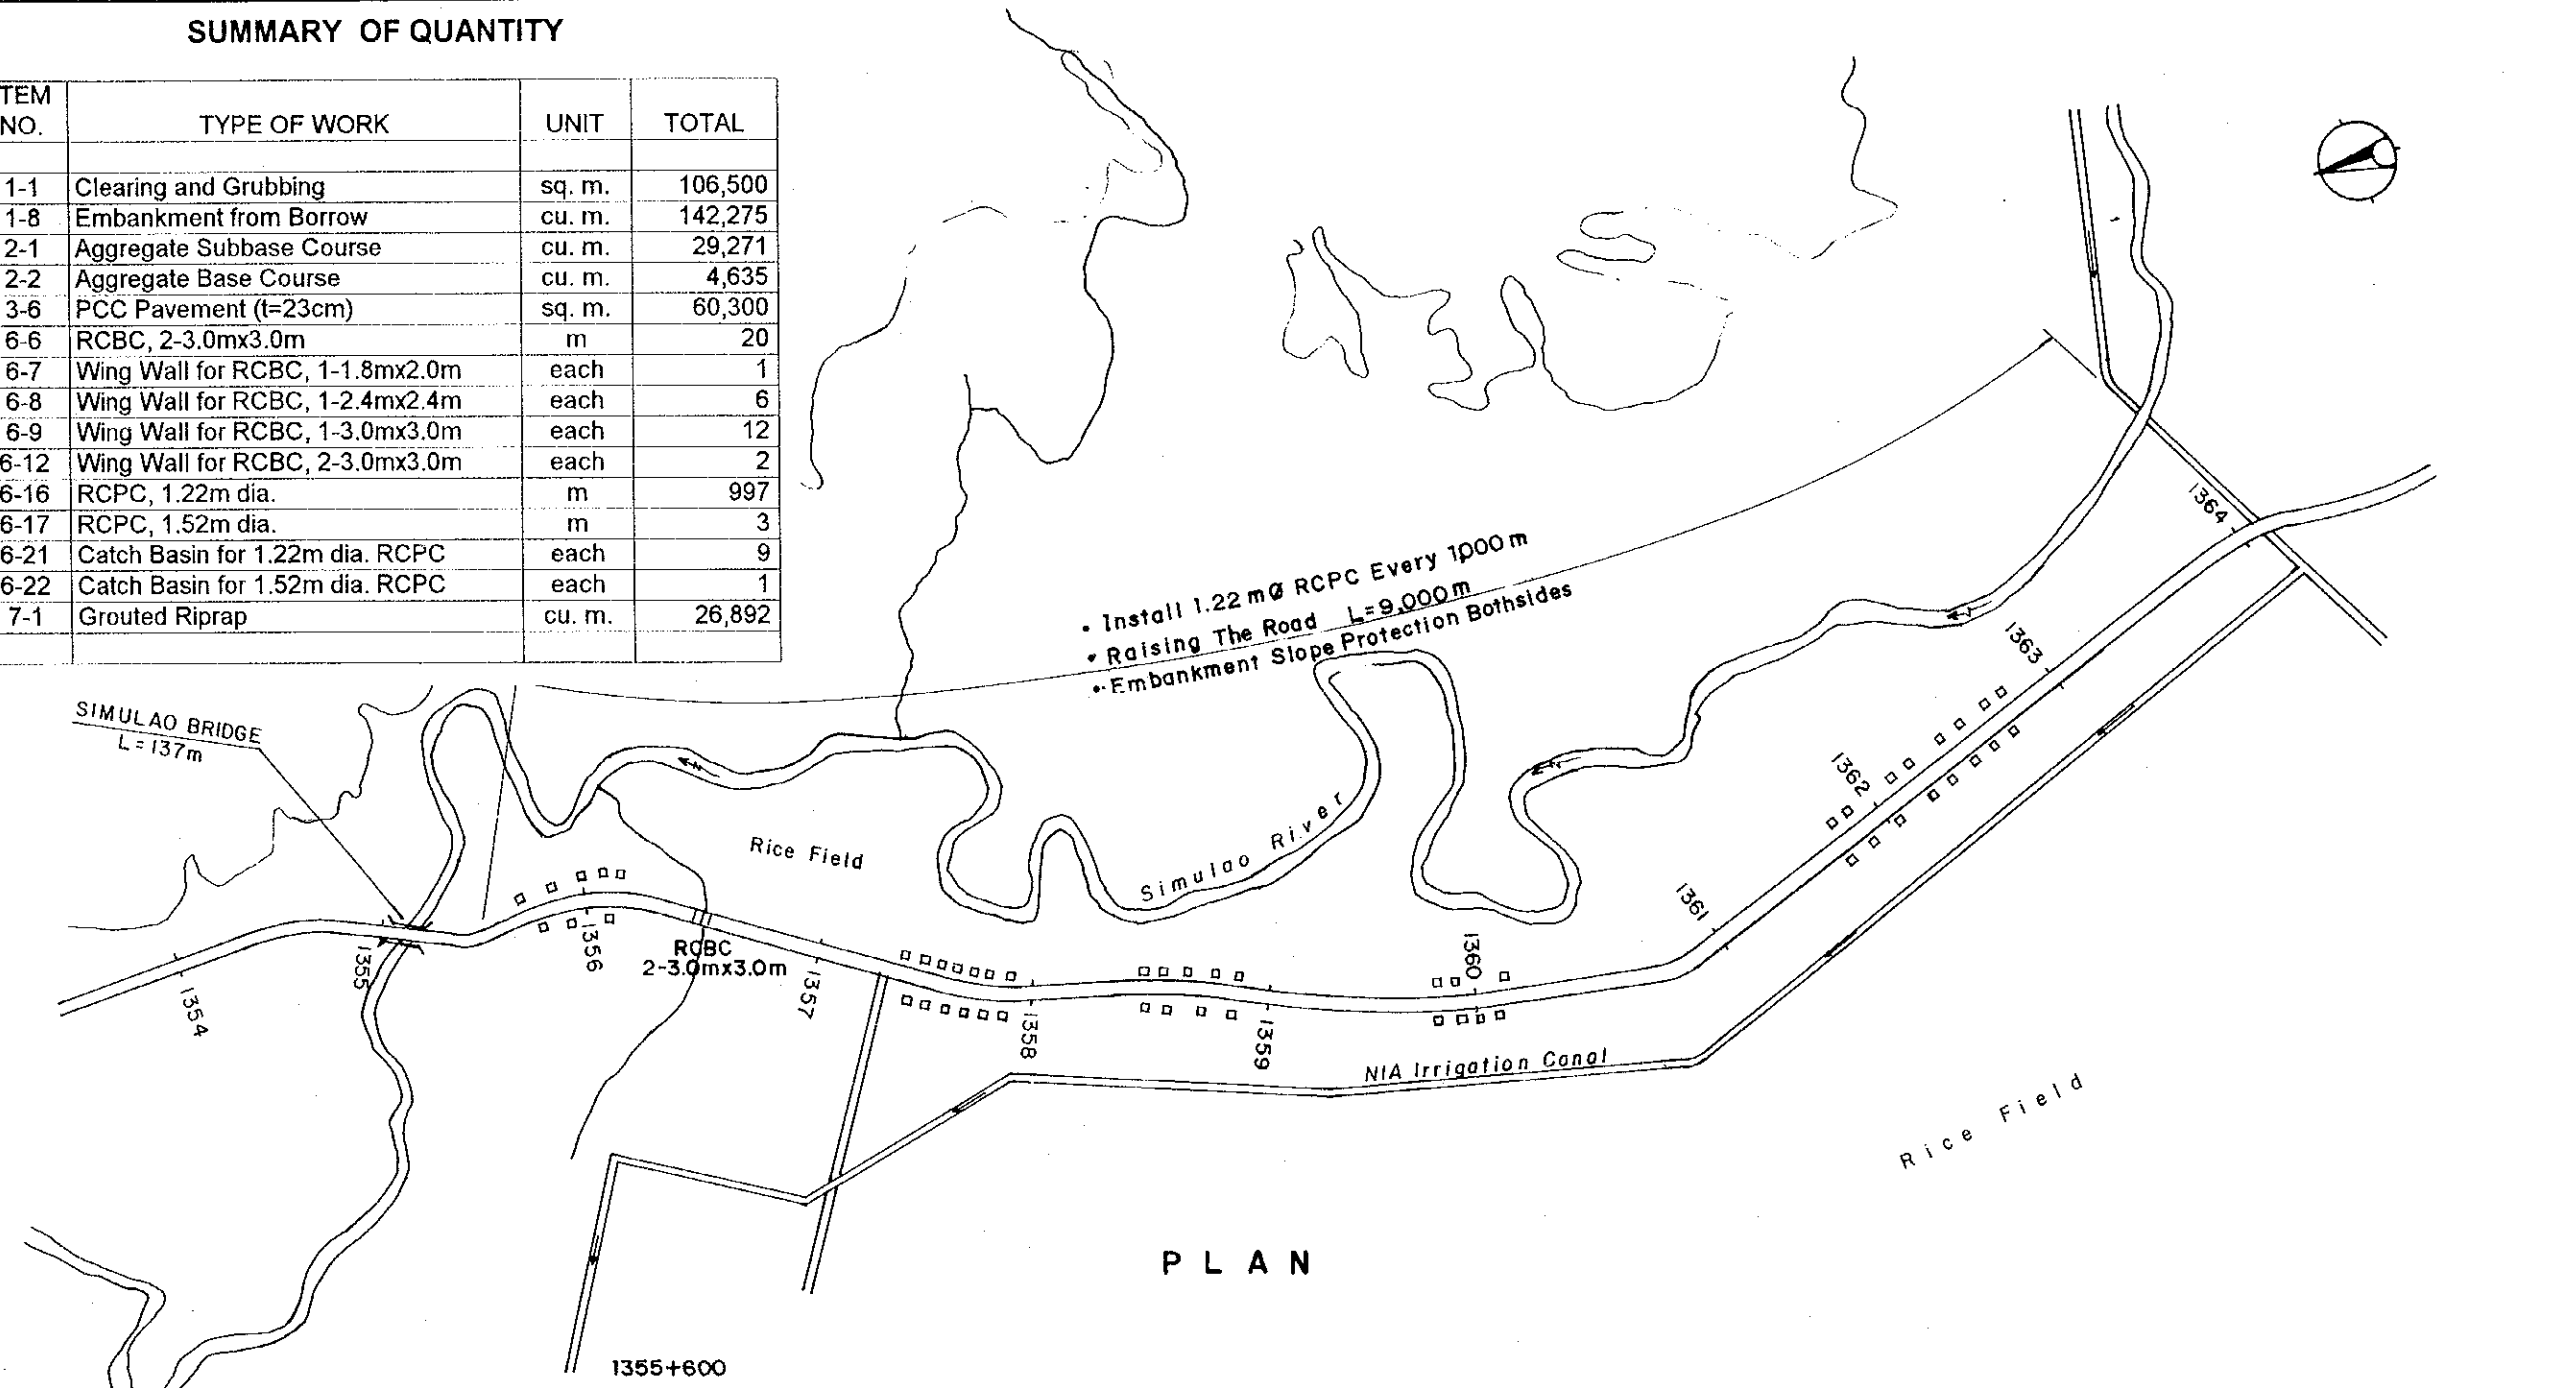 SUMMARY OF QUANTITY
TEM NO. TYPE OF WORK UNIT TOTAL
1-1 Clearing and Grubbing sq. m. 106,500
1-8 Embankment from Borrow cu. m. 142,275
2-1 Aggregate Subbase Course cu. m. 29,271
2-2 Aggregate Base Course cu. m. 4,635
3-6 PCC Pavement (t=23cm) sq. m. 60,300
6-6 RCBC, 2-3.0mx3.0m m 20
6-7 Wing Wall for RCBC, 1-1.8mx2.0m each 1
6-8 Wing Wall for RCBC, 1-2.4mx2.4m each 6
6-9 Wing Wall for RCBC, 1-3.0mx3.0m each 12
6-12 Wing Wall for RCBC, 2-3.0mx3.0m each 2
6-16 RCPC, 1.22m dia. m 997
6-17 RCPC, 1.52m dia. m 3
6-21 Catch Basin for 1.22m dia. RCPC each 9
6-22 Catch Basin for 1.52m dia. RCPC each 1
7-1 Grouted Riprap cu. m. 26,892
• Install 1.22 mØ RCPC Every 1,000 m
• Raising The Road L=9,000 m
• Embankment Slope Protection Bothsides
SIMULAO BRIDGE
L=137m
Rice Field
Simulao River
RCBC
2-3.0mx3.0m
1354
1355
1356
1357
1358
1359
1360
1361
1362
1363
1364
NIA Irrigation Canal
Rice Field
PLAN
1355+600